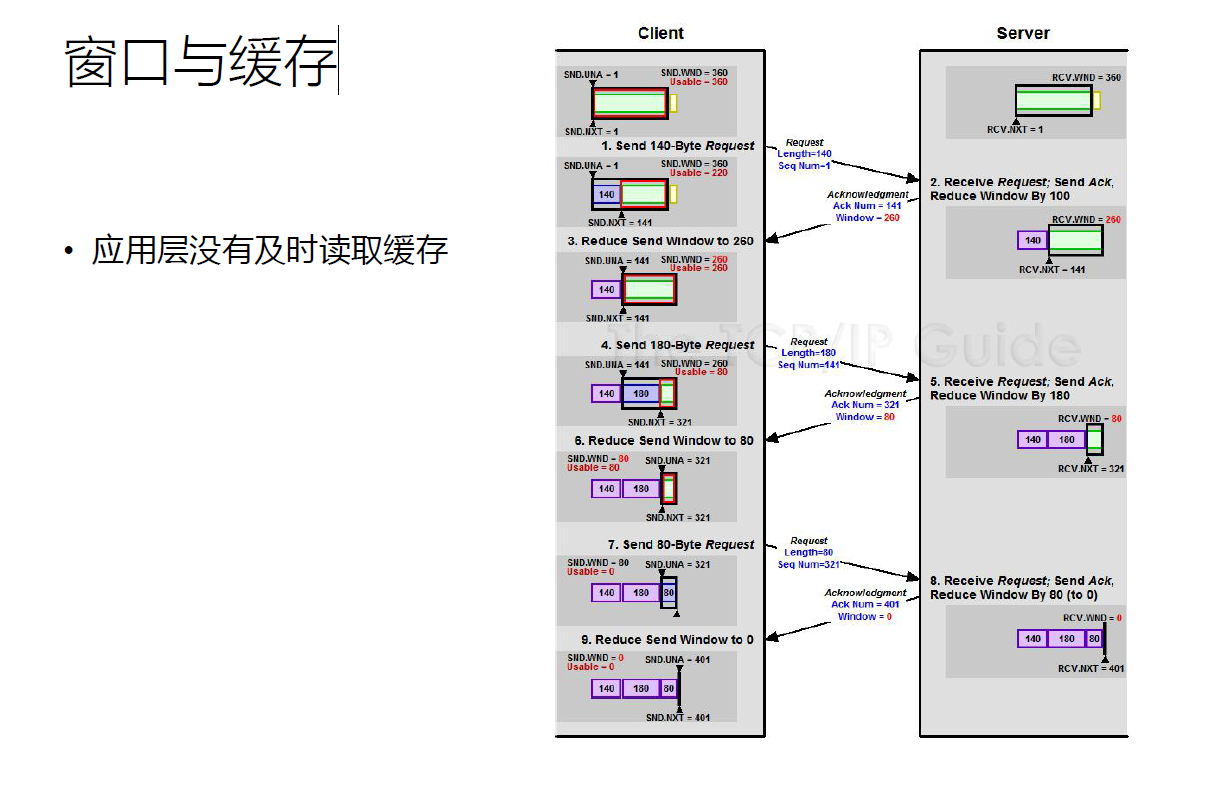 窗口与缓存
• 应用层没有及时读取缓存
Client
SND.UNA = 1
SND.WND = 360
Usable = 360
SND.NXT = 1
1. Send 140-Byte Request
SND.UNA = 1
SND.WND = 360
Usable = 220
140
SND.NXT = 141
3. Reduce Send Window to 260
SND.UNA = 141
SND.WND = 260
Usable = 260
140
SND.NXT = 141
4. Send 180-Byte Request
SND.UNA = 141
SND.WND = 260
Usable = 80
140 180
SND.NXT = 321
6. Reduce Send Window to 80
SND.WND = 80
Usable = 80
SND.UNA = 321
140 180
SND.NXT = 321
7. Send 80-Byte Request
SND.WND = 80
Usable = 0
SND.UNA = 321
140 180 80
9. Reduce Send Window to 0
SND.WND = 0
Usable = 0
SND.UNA = 401
140 180 80
SND.NXT = 401
Request
Length=140
Seq Num=1
Acknowledgment
Ack Num = 141
Window = 260
Request
Length=180
Seq Num=141
Acknowledgment
Ack Num = 321
Window = 80
Request
Length=80
Seq Num=321
Acknowledgment
Ack Num = 401
Window = 0
Server
RCV.WND = 360
RCV.NXT = 1
2. Receive Request; Send Ack,
Reduce Window By 100
RCV.WND = 260
140
RCV.NXT = 141
5. Receive Request; Send Ack,
Reduce Window By 180
RCV.WND = 80
140 180
RCV.NXT = 321
8. Receive Request; Send Ack,
Reduce Window By 80 (to 0)
RCV.WND = 0
140 180 80
RCV.NXT = 401
The TCP/IP Guide